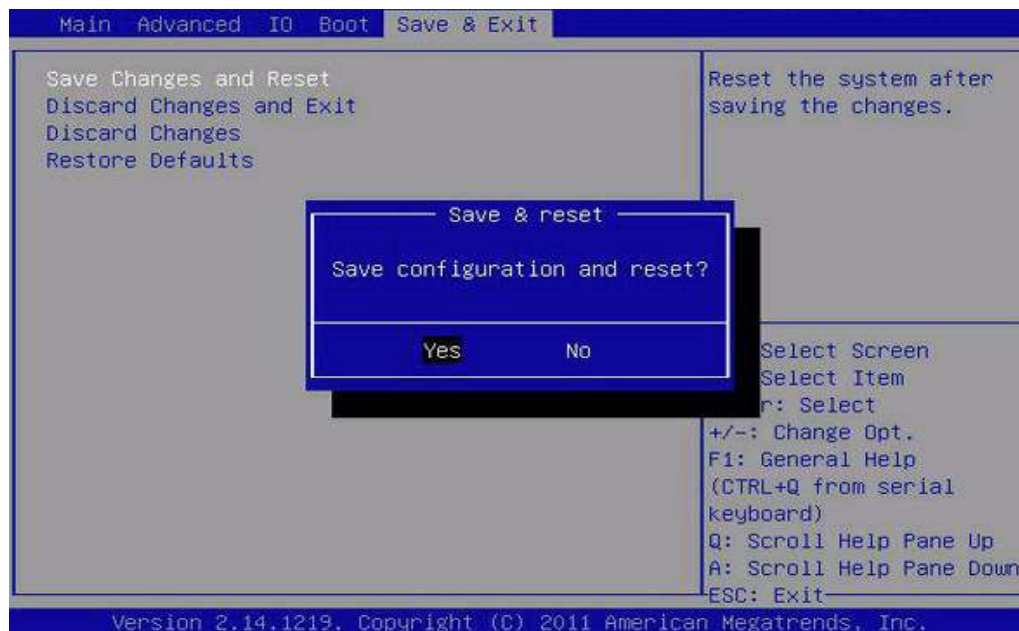 Main Advanced IO Boot Save & Exit
Save Changes and Reset
Discard Changes and Exit
Discard Changes
Restore Defaults
Reset the system after
saving the changes.
Save & reset
Save configuration and reset?
Yes No
Select Screen
Select Item
r: Select
+/-: Change Opt.
F1: General Help
(CTRL+Q from serial
keyboard)
Q: Scroll Help Pane Up
A: Scroll Help Pane Down
ESC: Exit
Version 2.14.1219. Copyright (C) 2011 American Megatrends, Inc.